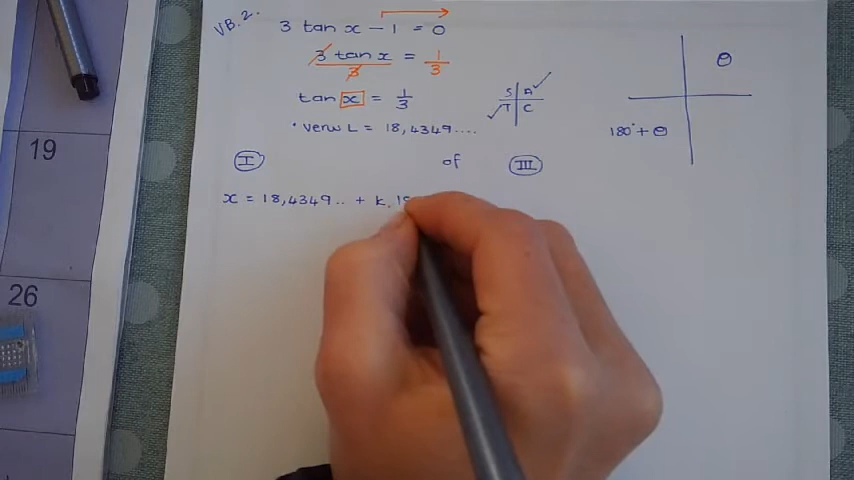 VB.2.
3 tan x - 1 = 0
3 tan x / 3 = 1 / 3
tan x = 1/3
• verw L = 18,4349....
S A
T C
θ
180° + θ
I of III
x = 18,4349.. + k.18
19
26